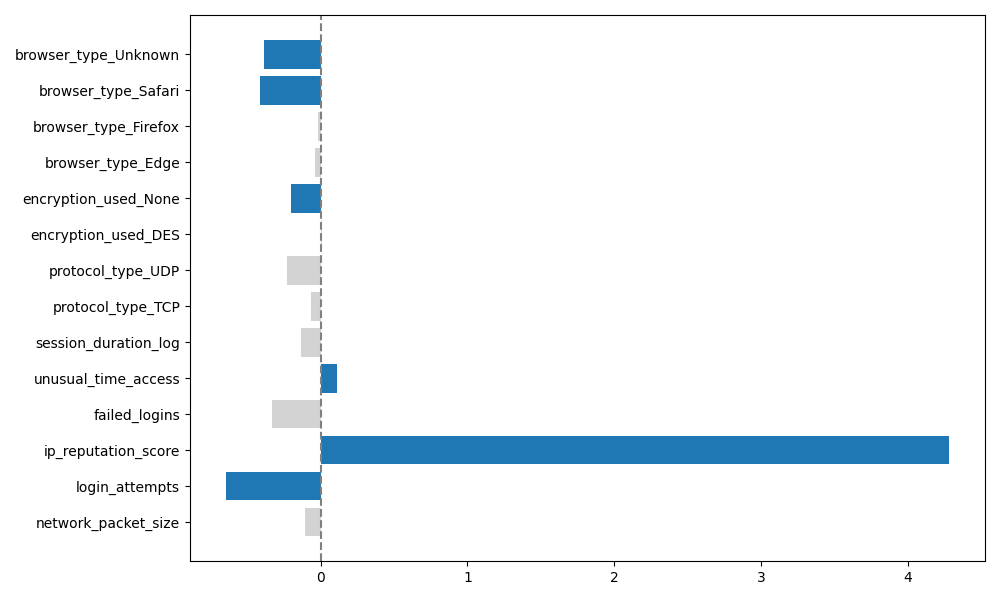 browser_type_Unknown
browser_type_Safari
browser_type_Firefox
browser_type_Edge
encryption_used_None
encryption_used_DES
protocol_type_UDP
protocol_type_TCP
session_duration_log
unusual_time_access
failed_logins
ip_reputation_score
login_attempts
network_packet_size
0 1 2 3 4